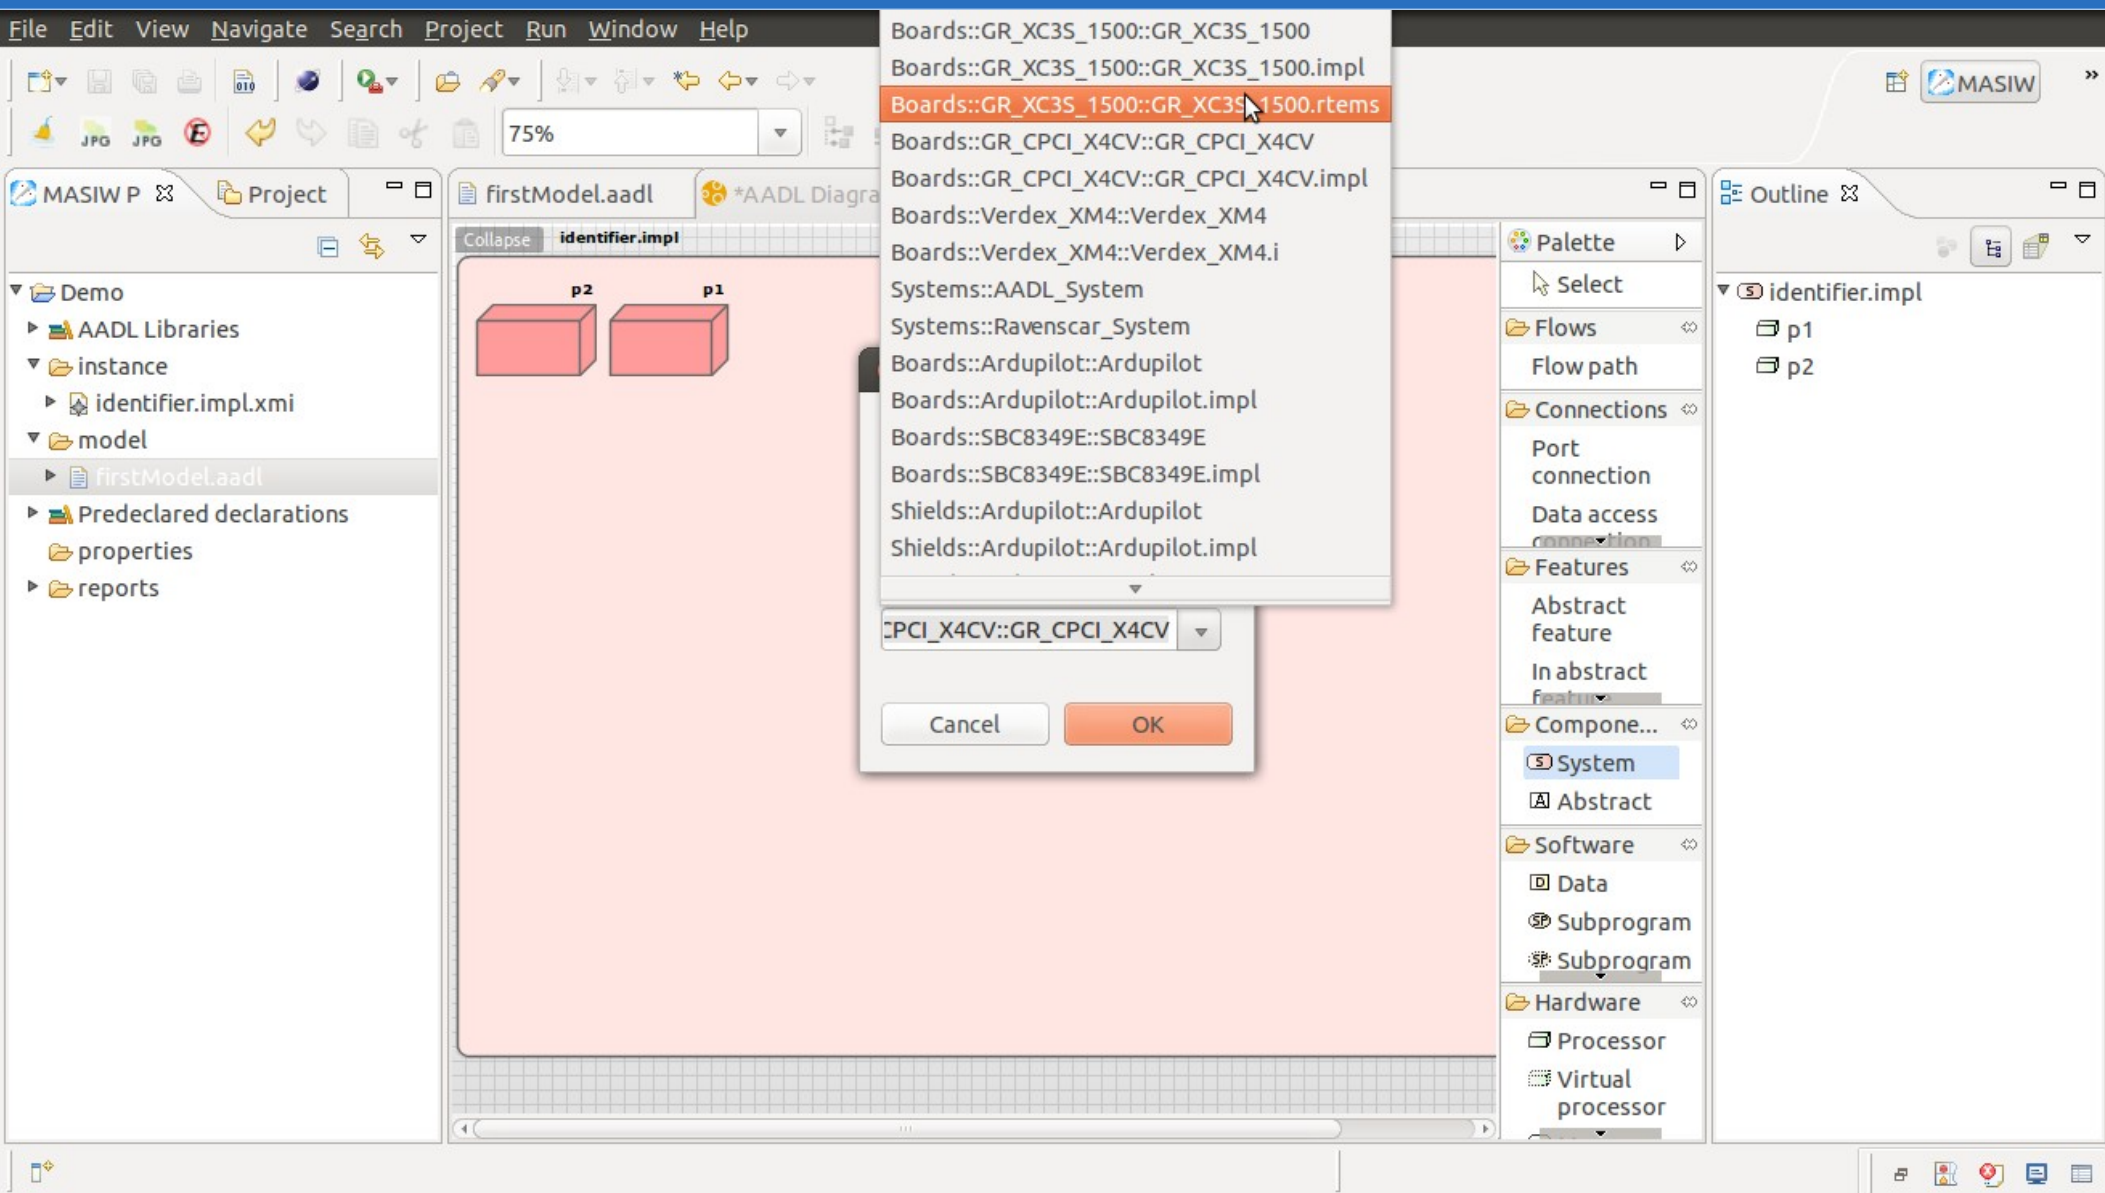 File Edit View Navigate Search Project Run Window Help
010
JPG
JPG
E
75%
MASIW
»
MASIW P
Project
firstModel.aadl
*AADL Diagra
Collapse identifier.impl
p2
p1
Demo
AADL Libraries
instance
identifier.impl.xmi
model
firstModel.aadl
Predeclared declarations
properties
reports
Boards::GR_XC3S_1500::GR_XC3S_1500
Boards::GR_XC3S_1500::GR_XC3S_1500.impl
Boards::GR_XC3S_1500::GR_XC3S_1500.rtems
Boards::GR_CPCI_X4CV::GR_CPCI_X4CV
Boards::GR_CPCI_X4CV::GR_CPCI_X4CV.impl
Boards::Verdex_XM4::Verdex_XM4
Boards::Verdex_XM4::Verdex_XM4.i
Systems::AADL_System
Systems::Ravenscar_System
Boards::Ardupilot::Ardupilot
Boards::Ardupilot::Ardupilot.impl
Boards::SBC8349E::SBC8349E
Boards::SBC8349E::SBC8349E.impl
Shields::Ardupilot::Ardupilot
Shields::Ardupilot::Ardupilot.impl
CPCI_X4CV::GR_CPCI_X4CV
Cancel
OK
Palette
Select
Flows
Flow path
Connections
Port
connection
Data access
connection
Features
Abstract
feature
In abstract
feature
Compone...
System
Abstract
Software
Data
Subprogram
Subprogram
Hardware
Processor
Virtual
processor
Outline
identifier.impl
p1
p2